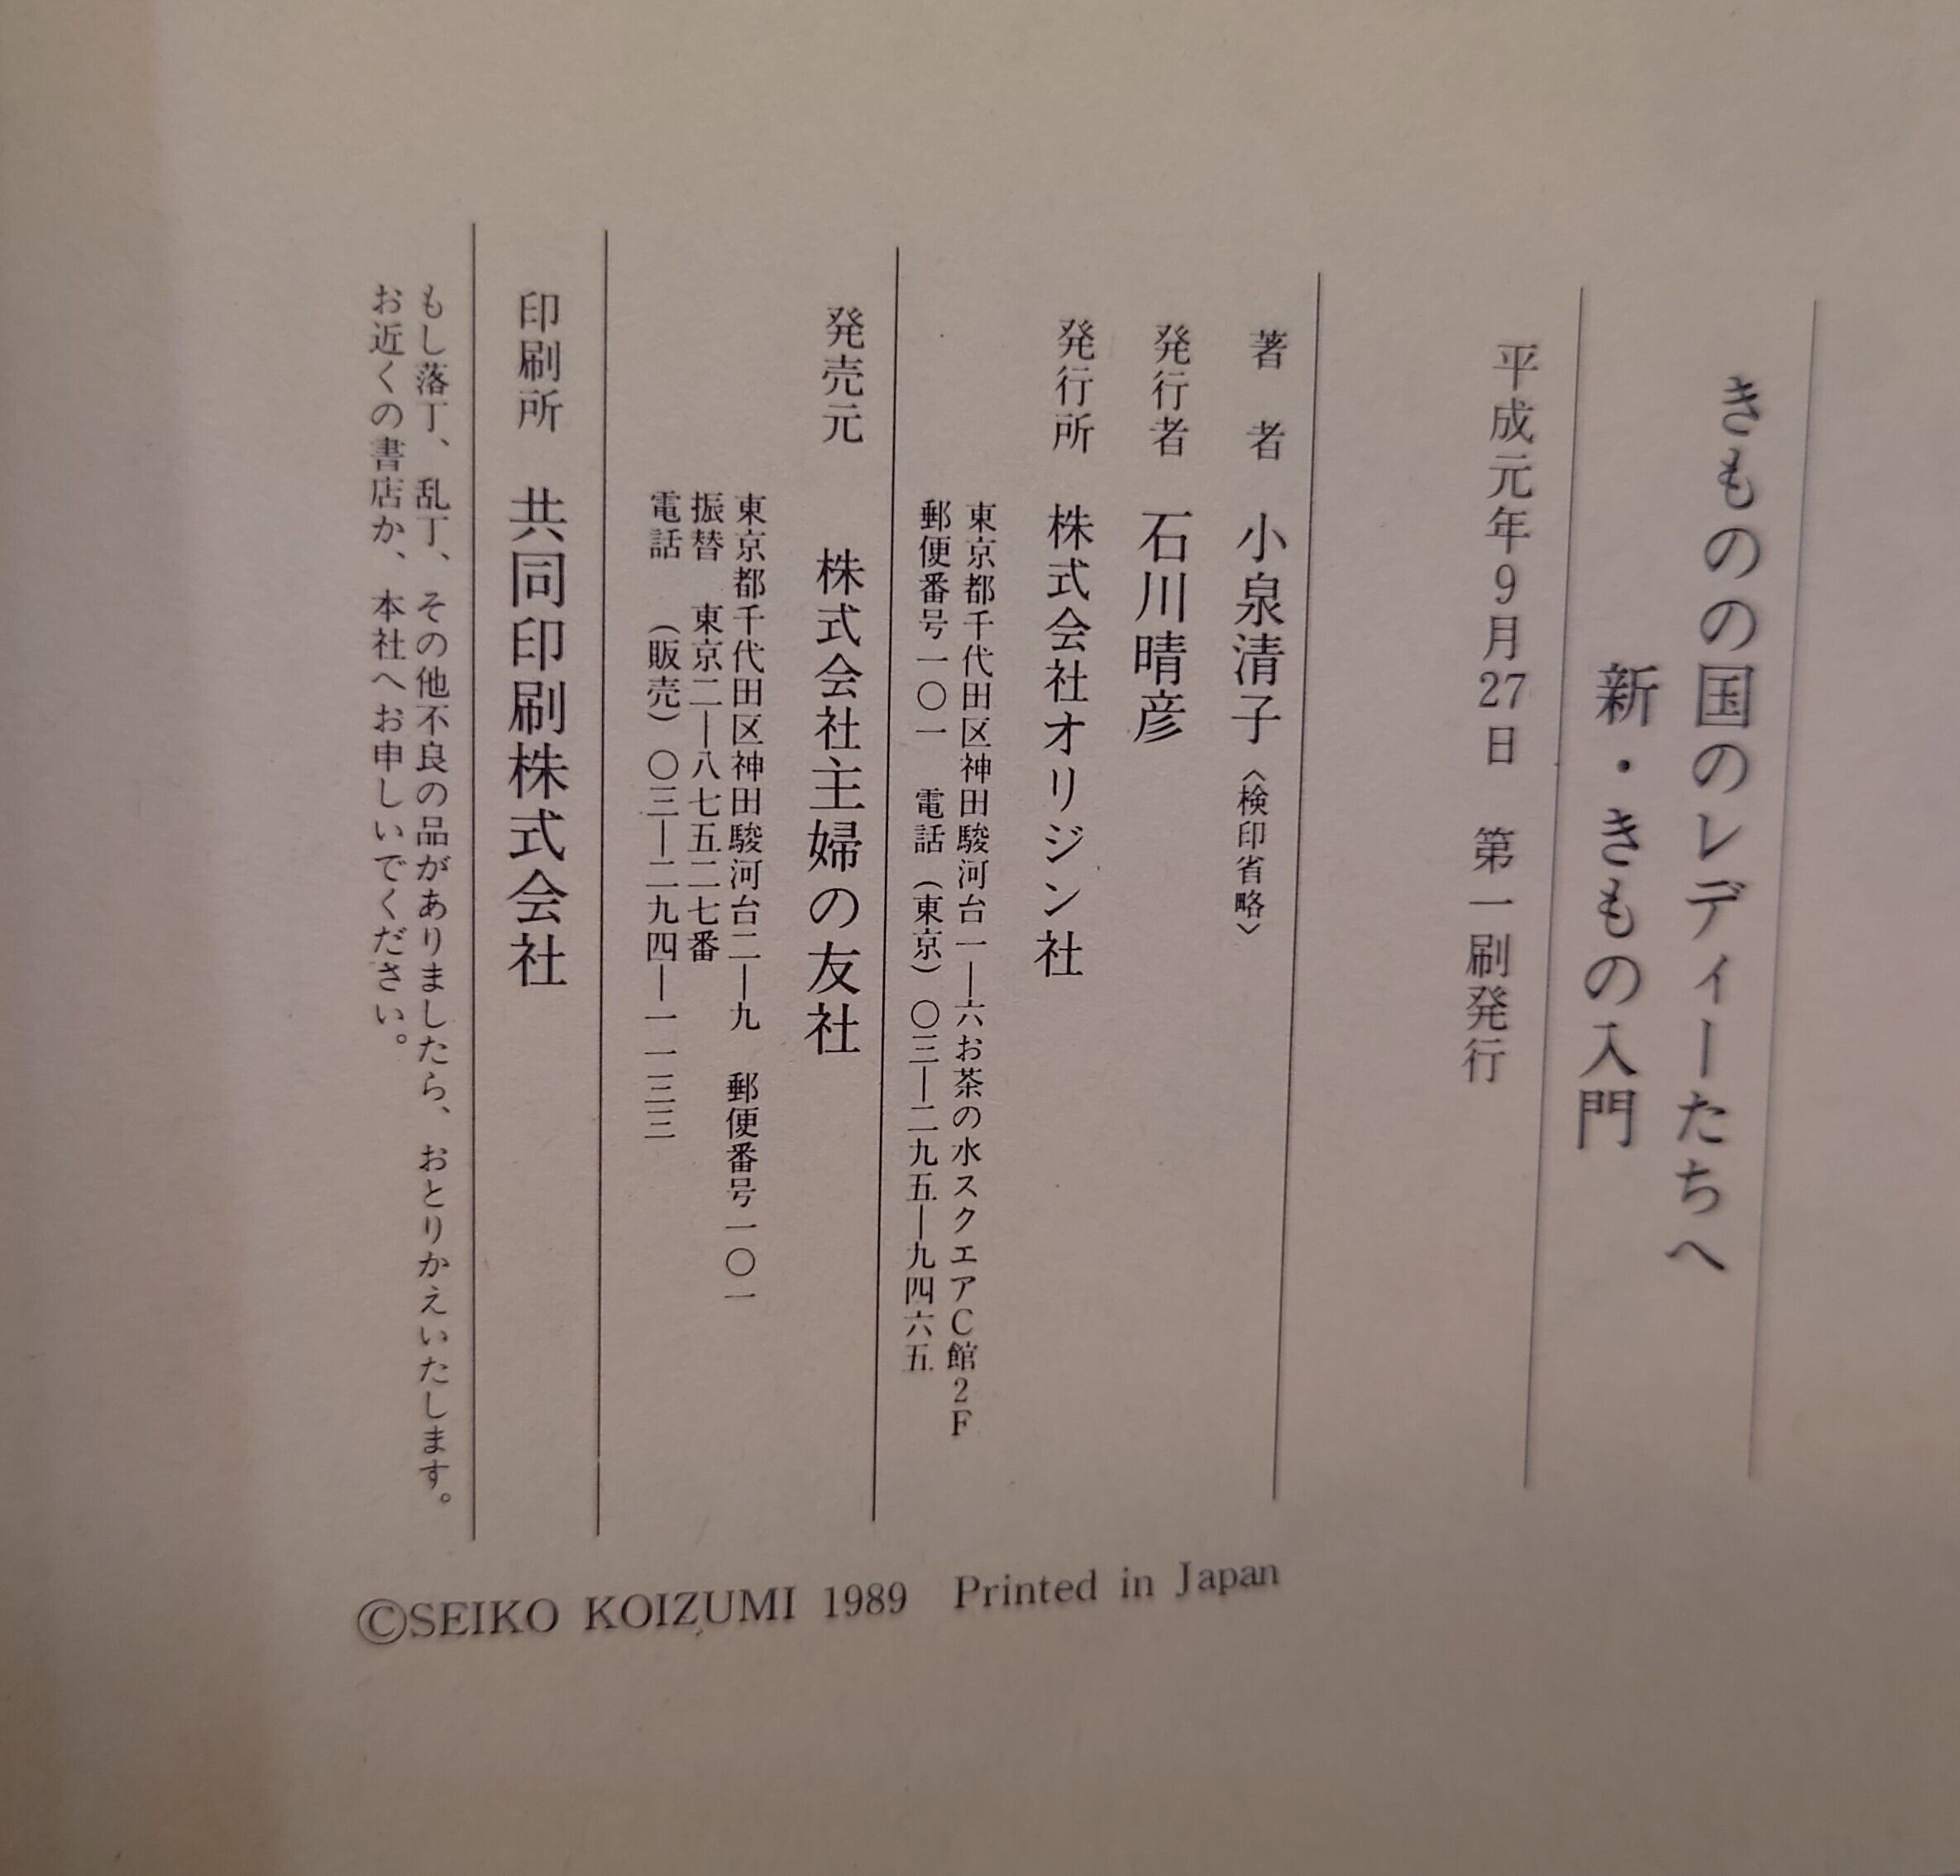 きものの国のレディーたちへ
新・きもの入門
平成元年9月27日 第一刷発行
著者 小泉清子〈検印省略〉
発行者 石川晴彦
発行所 株式会社オリジン社
東京都千代田区神田駿河台一―六お茶の水スクエアC館2F
郵便番号一〇一 電話(東京)〇三―二九五―九四六五
発売元 株式会社主婦の友社
東京都千代田区神田駿河台二―九 郵便番号一〇一
振替 東京二―八七五二七番
電話 (販売)〇三―二九四―一一三三
印刷所 共同印刷株式会社
もし落丁、乱丁、その他不良の品がありましたら、おとりかえいたします。
お近くの書店か、本社へお申しいでください。
©SEIKO KOIZUMI 1989 Printed in Japan